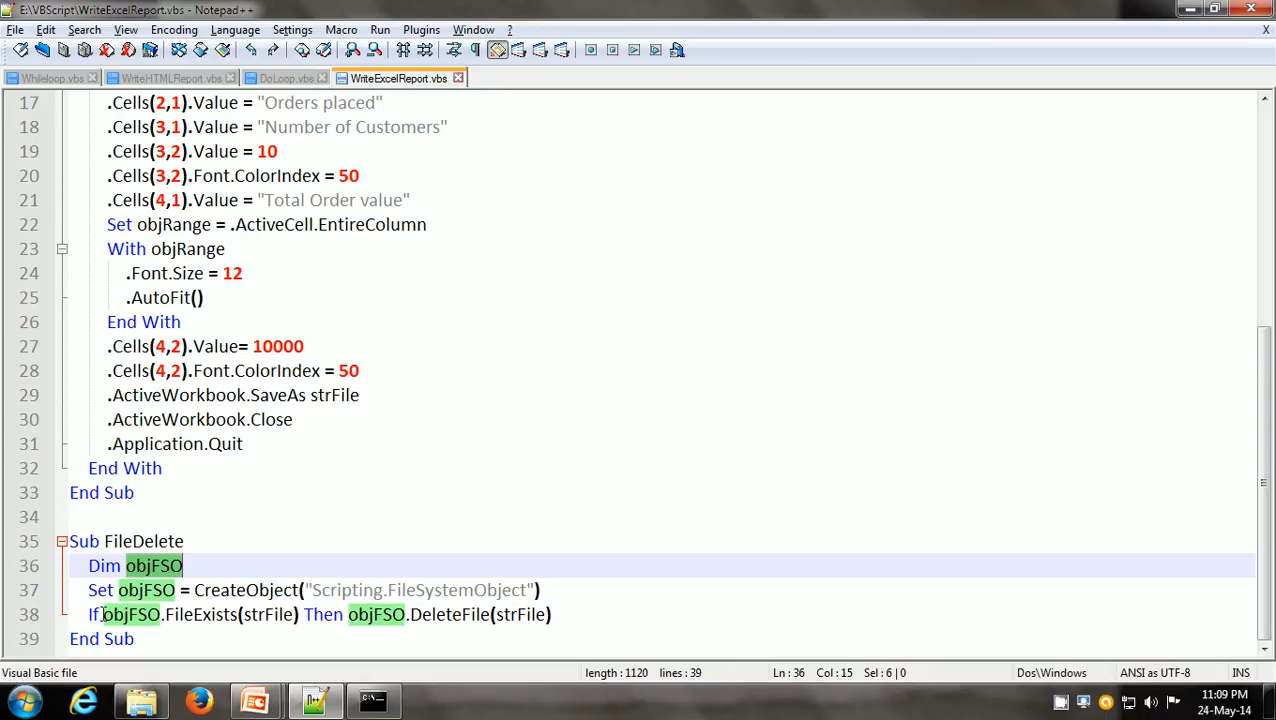 E:\VBScript\WriteExcelReport.vbs - Notepad++
File Edit Search View Encoding Language Settings Macro Run Plugins Window ? X
Whileloop.vbs WriteHTMLReport.vbs DoLoop.vbs WriteExcelReport.vbs
17 .Cells(2,1).Value = "Orders placed"
18 .Cells(3,1).Value = "Number of Customers"
19 .Cells(3,2).Value = 10
20 .Cells(3,2).Font.ColorIndex = 50
21 .Cells(4,1).Value = "Total Order value"
22 Set objRange = .ActiveCell.EntireColumn
23 With objRange
24 .Font.Size = 12
25 .AutoFit()
26 End With
27 .Cells(4,2).Value= 10000
28 .Cells(4,2).Font.ColorIndex = 50
29 .ActiveWorkbook.SaveAs strFile
30 .ActiveWorkbook.Close
31 .Application.Quit
32 End With
33 End Sub
34
35 Sub FileDelete
36 Dim objFSO
37 Set objFSO = CreateObject("Scripting.FileSystemObject")
38 If objFSO.FileExists(strFile) Then objFSO.DeleteFile(strFile)
39 End Sub
Visual Basic file length : 1120 lines : 39 Ln : 36 Col : 15 Sel : 6 | 0 Dos\Windows ANSI as UTF-8 INS
11:09 PM
24-May-14